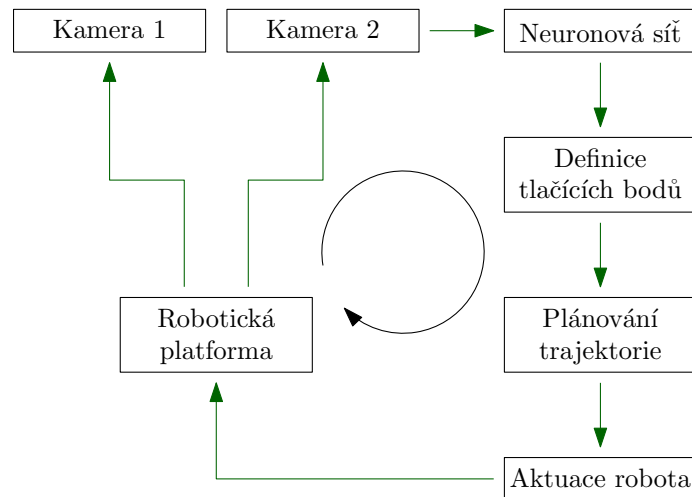 Kamera 1
Kamera 2
Neuronová síť
Definice
tlačících bodů
Robotická
platforma
Plánování
trajektorie
Aktuace robota